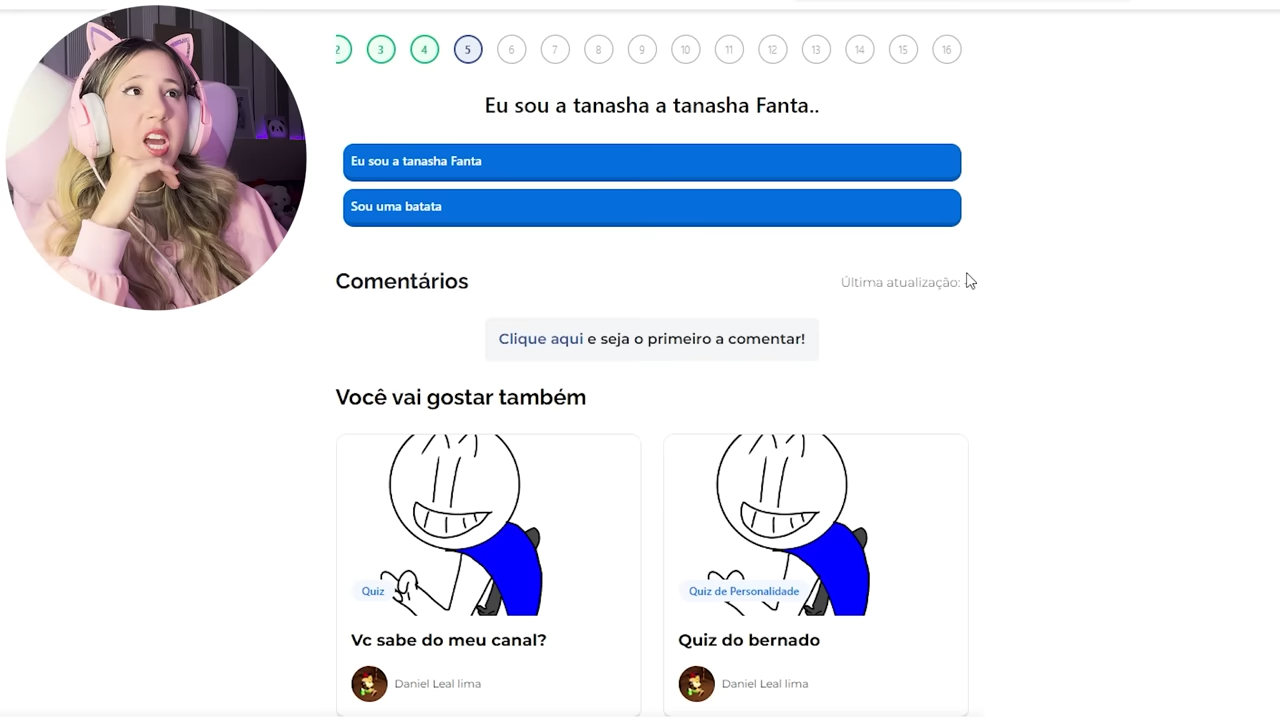 2 3 4 5 6 7 8 9 10 11 12 13 14 15 16
Eu sou a tanasha a tanasha Fanta..
Eu sou a tanasha Fanta
Sou uma batata
Comentários
Última atualização:
Clique aqui e seja o primeiro a comentar!
Você vai gostar também
Quiz
Vc sabe do meu canal?
Daniel Leal lima
Quiz de Personalidade
Quiz do bernado
Daniel Leal lima